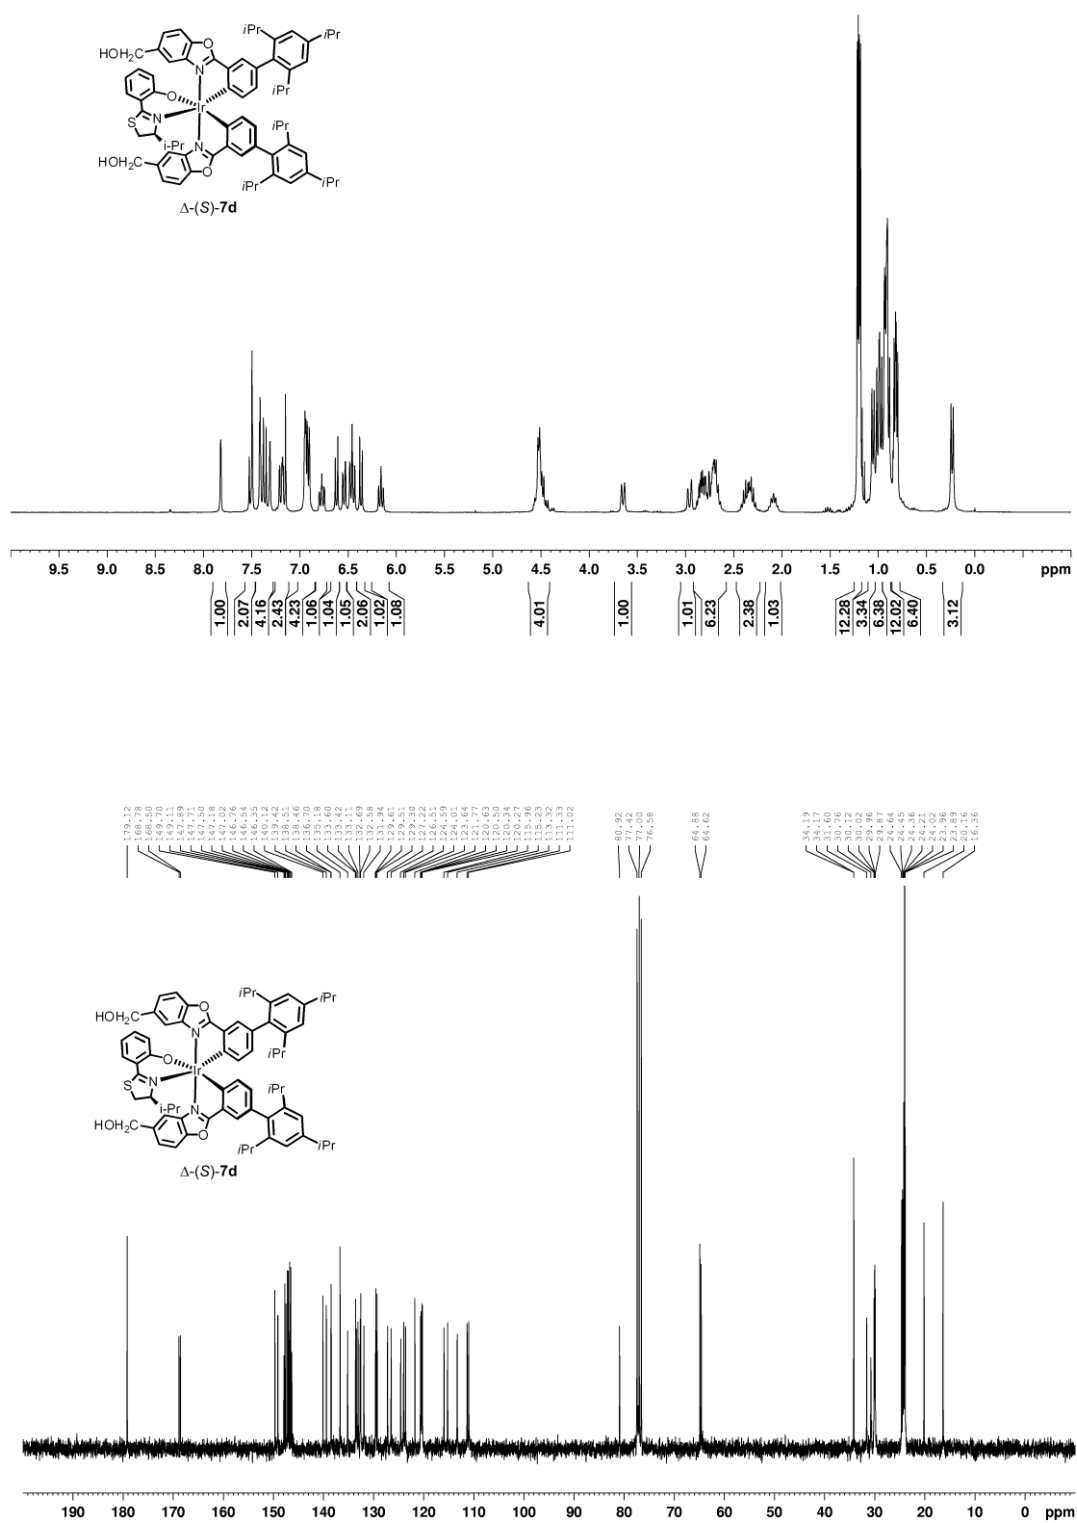 HOH2C
O
N
iPr
iPr
iPr
O
Ir
S
N
i-Pr
N
O
HOH2C
iPr
iPr
iPr
Δ-(S)-7d
9.5 9.0 8.5 8.0 7.5 7.0 6.5 6.0 5.5 5.0 4.5 4.0 3.5 3.0 2.5 2.0 1.5 1.0 0.5 0.0 ppm
1.00 2.07 4.16 2.43 4.23 1.06 1.04 1.05 2.06 1.02 1.08 4.01 1.00 1.01 6.23 2.38 1.03 12.28 3.34 6.38 12.02 6.40 3.12
179.12 168.78 168.50 149.70 149.11 147.89 147.71 147.50 147.18 147.02 146.76 146.54 140.12 139.42 138.51 138.46 136.70 135.18 133.60 133.42 133.11 132.69 132.58 131.94 129.61 129.51 129.30 127.22 126.51 124.59 124.01 123.64 121.77 120.63 120.50 120.34 120.27 115.96 115.23 113.32 111.33 111.02
80.92 77.42 77.00 76.58
64.88 64.62
34.19 34.17 31.60 30.76 30.12 30.02 29.96 29.87 24.64 24.45 24.36 24.21 24.02 23.96 23.89 20.16 16.36
HOH2C
O
N
iPr
iPr
iPr
O
Ir
S
N
i-Pr
N
O
HOH2C
iPr
iPr
iPr
Δ-(S)-7d
190 180 170 160 150 140 130 120 110 100 90 80 70 60 50 40 30 20 10 0 ppm